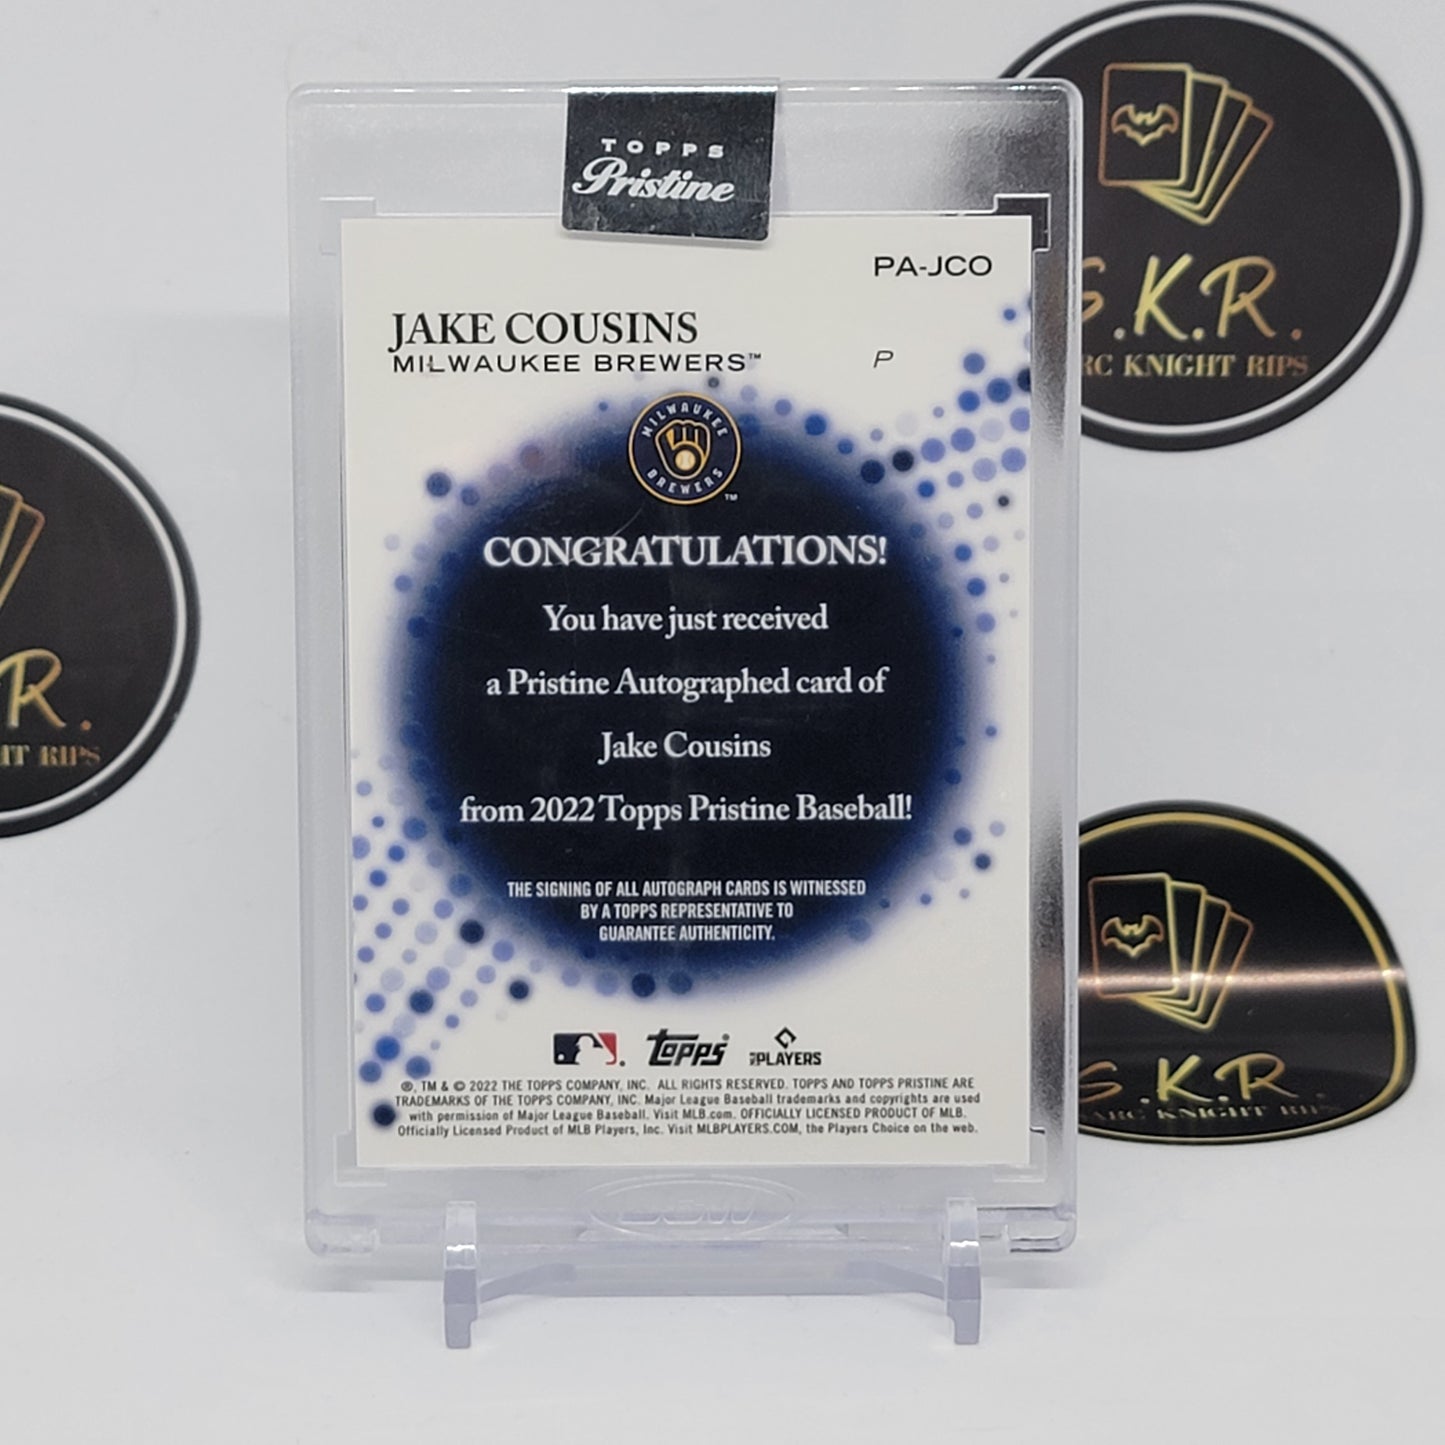 TOPPS
Pristine
PA-JCO
JAKE COUSINS
MILWAUKEE BREWERS™
P
MILWAUKEE
BREWERS
™
CONGRATULATIONS!
You have just received
a Pristine Autographed card of
Jake Cousins
from 2022 Topps Pristine Baseball!
THE SIGNING OF ALL AUTOGRAPH CARDS IS WITNESSED
BY A TOPPS REPRESENTATIVE TO
GUARANTEE AUTHENTICITY.
Topps
MLBPLAYERS
®, TM & © 2022 THE TOPPS COMPANY, INC. ALL RIGHTS RESERVED. TOPPS AND TOPPS PRISTINE ARE
TRADEMARKS OF THE TOPPS COMPANY, INC. Major League Baseball trademarks and copyrights are used
with permission of Major League Baseball. Visit MLB.com. OFFICIALLY LICENSED PRODUCT OF MLB.
Officially Licensed Product of MLB Players, Inc. Visit MLBPLAYERS.COM, the Players Choice on the web.
S.K.R.
KNIGHT RIPS
R.
RIPS
S.K.R.
KNIGHT